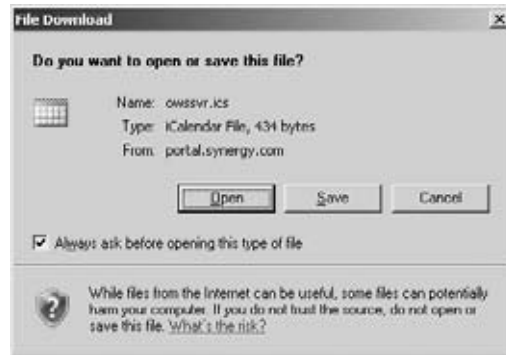 File Download
Do you want to open or save this file?
Name: owssvr.ics
Type: iCalendar File, 434 bytes
From: portal.synergy.com
Open
Save
Cancel
Always ask before opening this type of file
While files from the Internet can be useful, some files can potentially
harm your computer. If you do not trust the source, do not open or
save this file. What's the risk?